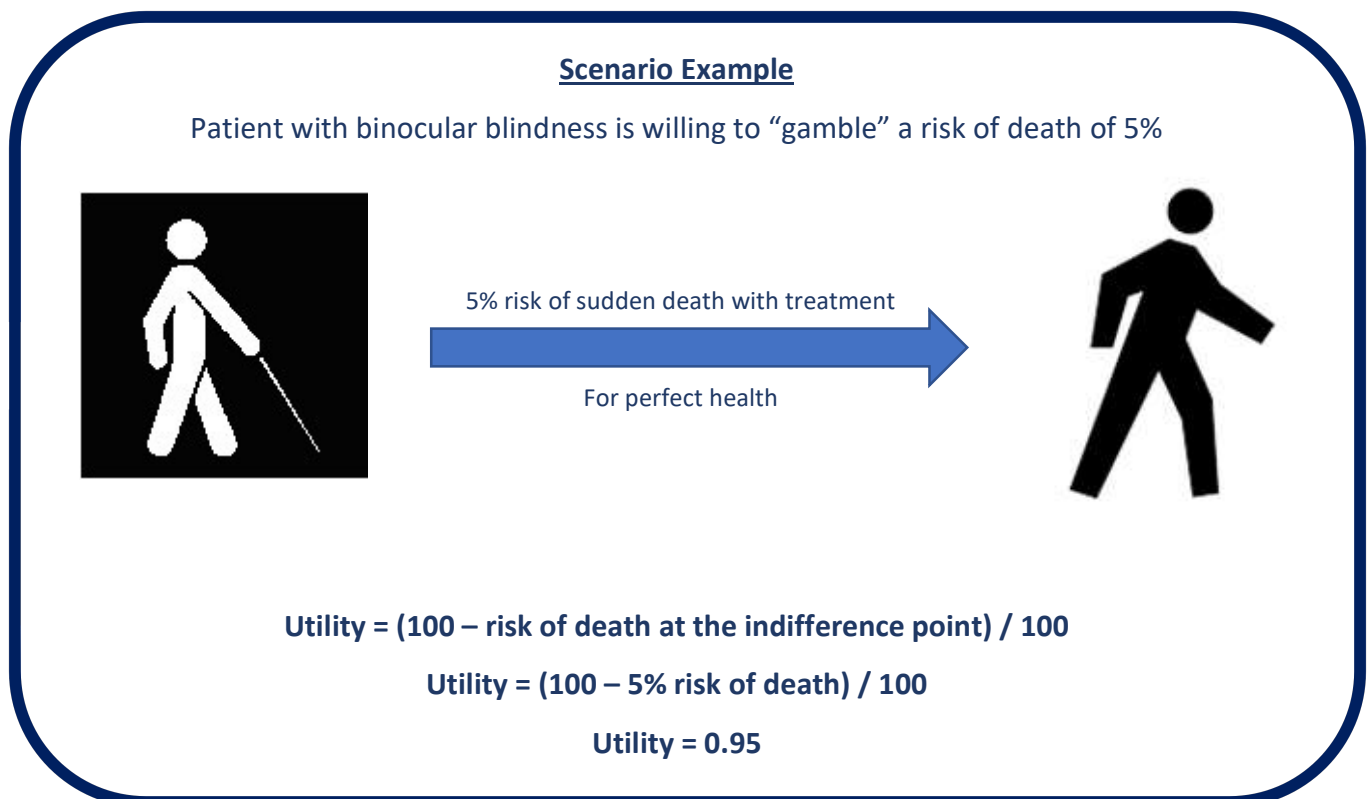 Scenario Example
Patient with binocular blindness is willing to “gamble” a risk of death of 5%
5% risk of sudden death with treatment
For perfect health
Utility = (100 – risk of death at the indifference point) / 100
Utility = (100 – 5% risk of death) / 100
Utility = 0.95